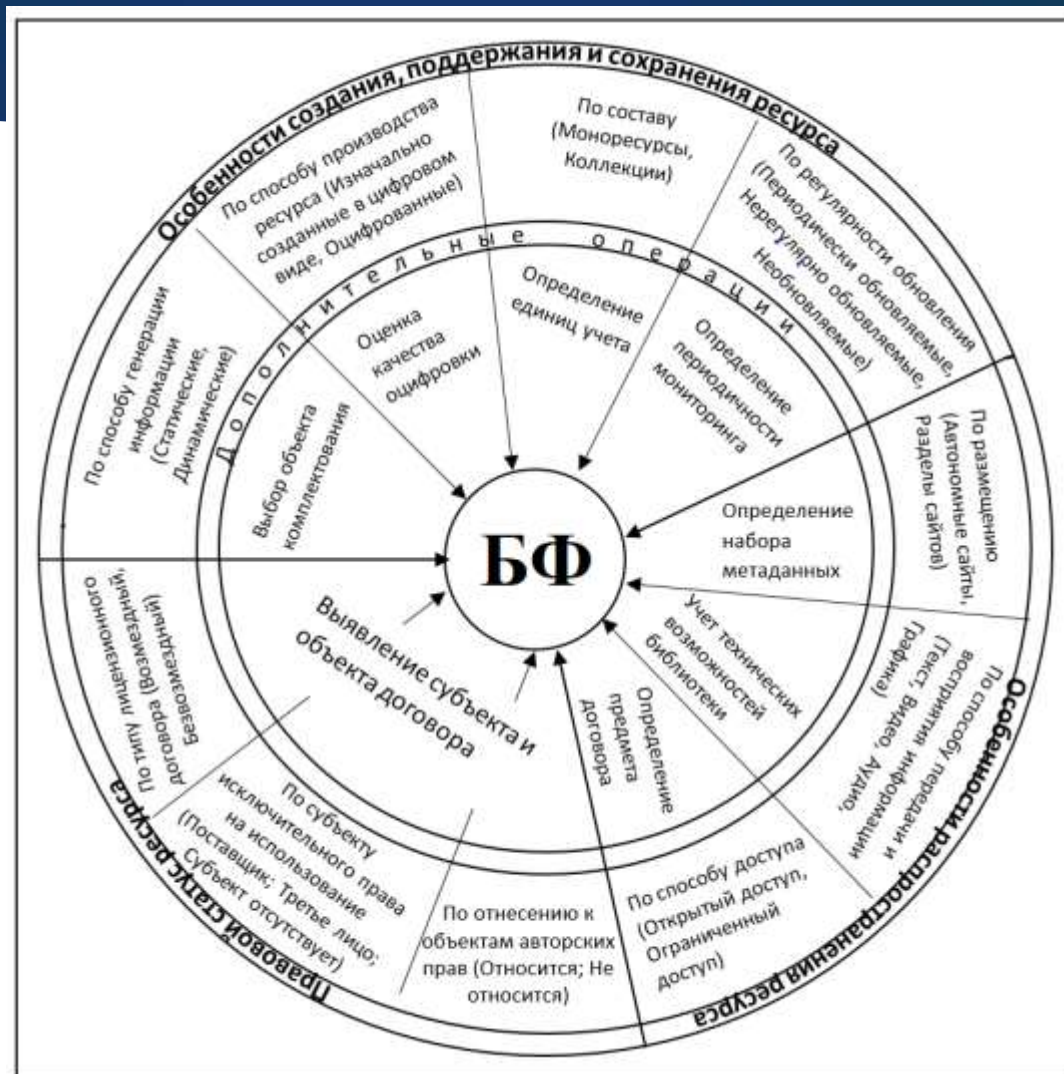 Особенности создания, поддержания и сохранения ресурса
По способу генерации
информации
(Статические,
Динамические)
По способу производства
ресурса (Изначально
созданные в цифровом
виде, Оцифрованные)
По составу
(Моноресурсы,
Коллекции)
По регулярности обновления
(Периодически обновляемые,
Нерегулярно обновляемые,
Необновляемые)
Особенности распространения ресурса
По размещению
(Автономные сайты,
Разделы сайтов)
По способу передачи и
восприятия информации
(Текст, Видео, Аудио,
Графика)
По способу доступа
(Открытый доступ,
Ограниченный
доступ)
Правовой статус ресурса
По отнесению к
объектам авторских
прав (Относится; Не
относится)
По субъекту
исключительного права
на использование
(Поставщик; Третье лицо;
Субъект отсутствует)
По типу лицензионного
договора (Возмездный,
Безвозмездный)
Дополнительные операции
Выбор объекта
комплектования
Оценка
качества
оцифровки
Определение
единиц учета
Определение
периодичности
мониторинга
Определение
набора
метаданных
Учет технических
возможностей
библиотеки
Определение
предмета
договора
Выявление субъекта и
объекта договора
БФ